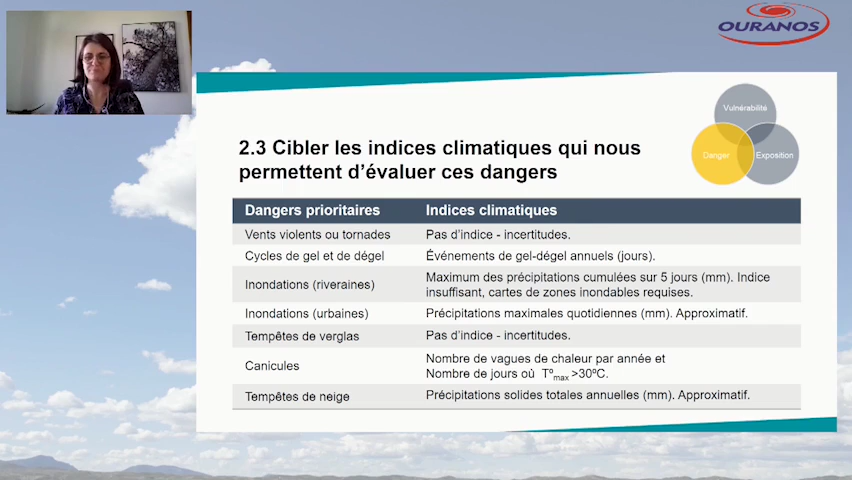 OURANOS
Vulnérabilité
Danger
Exposition
2.3 Cibler les indices climatiques qui nous
permettent d'évaluer ces dangers
Dangers prioritaires Indices climatiques
Vents violents ou tornades Pas d'indice - incertitudes.
Cycles de gel et de dégel Événements de gel-dégel annuels (jours).
Inondations (riveraines) Maximum des précipitations cumulées sur 5 jours (mm). Indice
insuffisant, cartes de zones inondables requises.
Inondations (urbaines) Précipitations maximales quotidiennes (mm). Approximatif.
Tempêtes de verglas Pas d'indice - incertitudes.
Canicules Nombre de vagues de chaleur par année et
Nombre de jours où Tºmax >30ºC.
Tempêtes de neige Précipitations solides totales annuelles (mm). Approximatif.